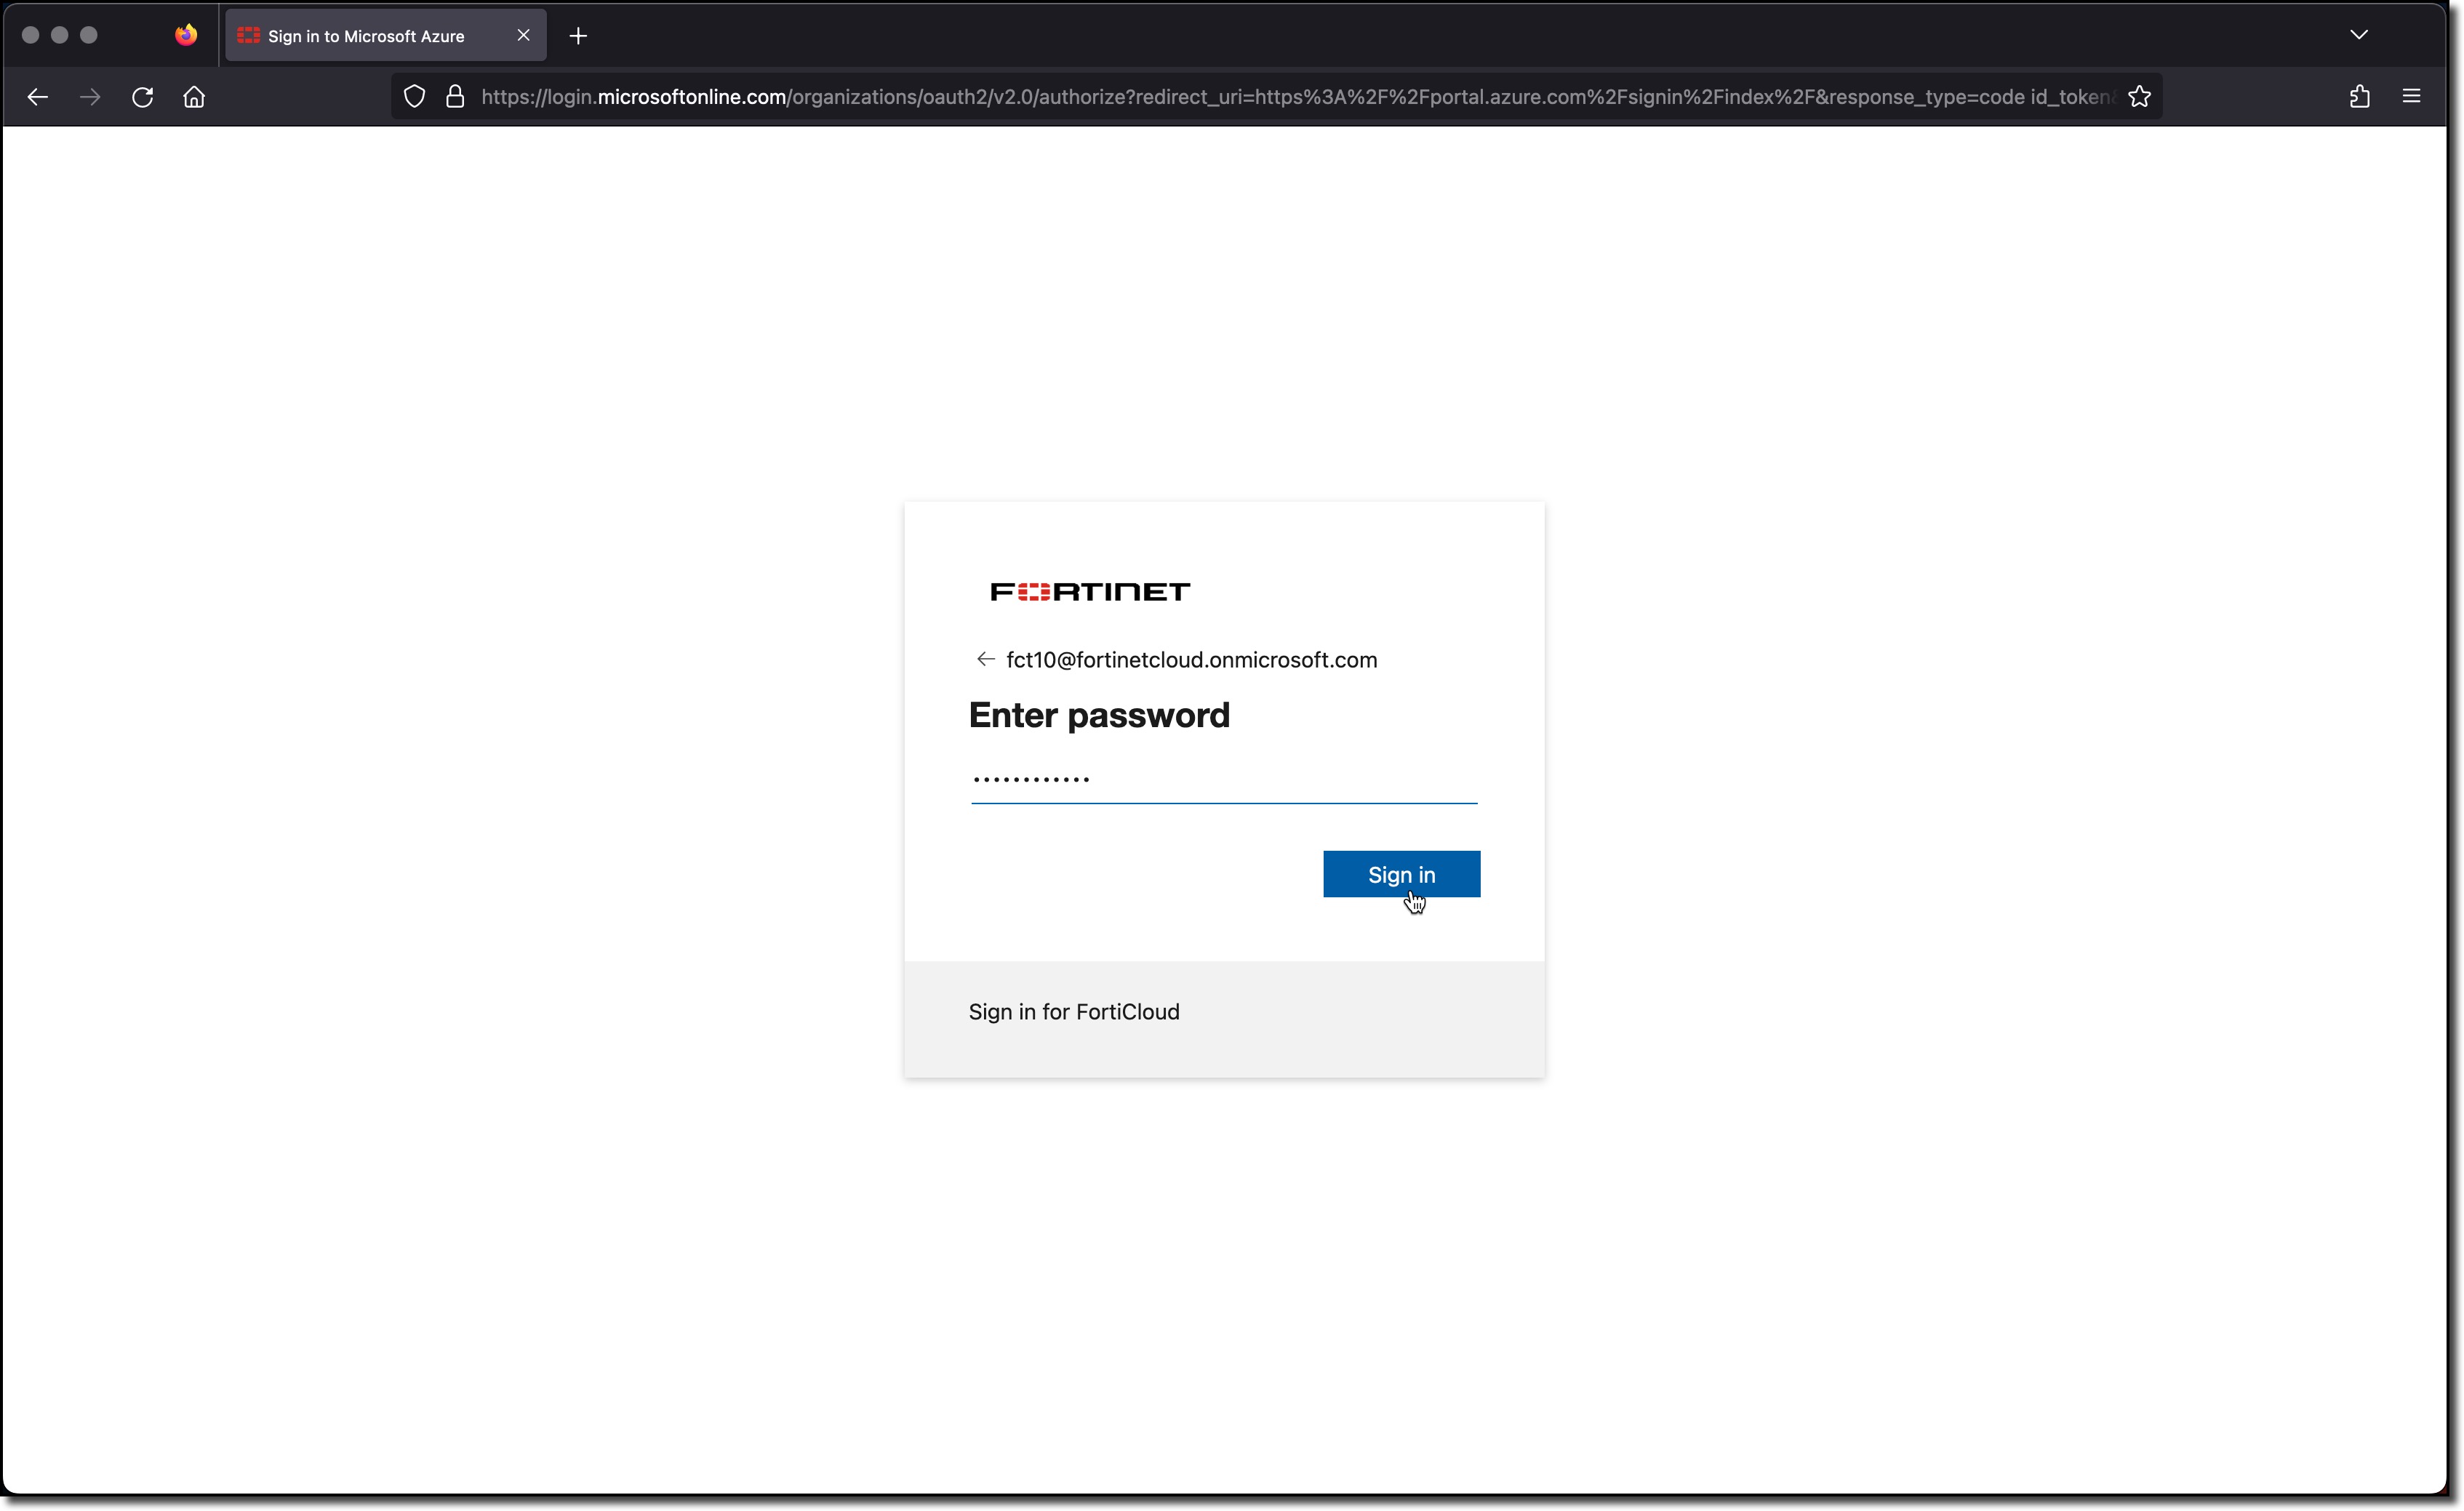 Sign in to Microsoft Azure
https://login.microsoftonline.com/organizations/oauth2/v2.0/authorize?redirect_uri=https%3A%2F%2Fportal.azure.com%2Fsignin%2Findex%2F&response_type=code id_token&
FORTINET
fct10@fortinetcloud.onmicrosoft.com
Enter password
Sign in
Sign in for FortiCloud